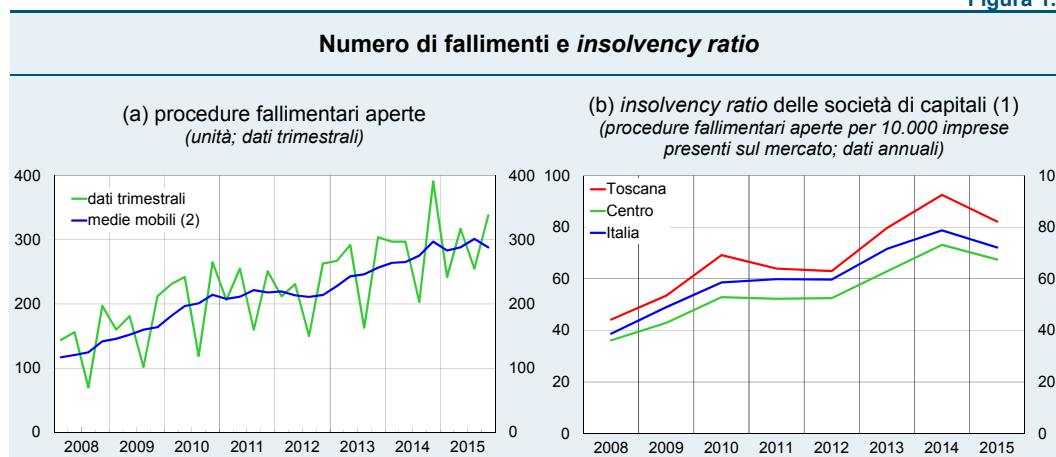 Figura 1.
Numero di fallimenti e insolvency ratio
(a) procedure fallimentari aperte
(unità; dati trimestrali)
400
300
200
100
0
dati trimestrali
medie mobili (2)
400
300
200
100
0
2008 2009 2010 2011 2012 2013 2014 2015
(b) insolvency ratio delle società di capitali (1)
(procedure fallimentari aperte per 10.000 imprese
presenti sul mercato; dati annuali)
100
80
60
40
20
0
Toscana
Centro
Italia
80
60
40
20
0
2008 2009 2010 2011 2012 2013 2014 2015